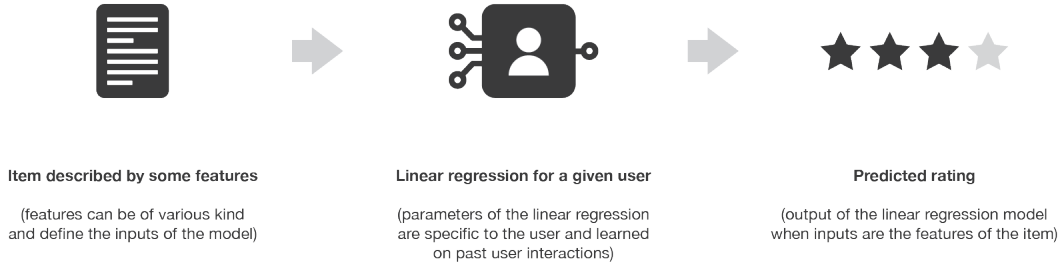 Item described by some features
(features can be of various kind
and define the inputs of the model)
Linear regression for a given user
(parameters of the linear regression
are specific to the user and learned
on past user interactions)
Predicted rating
(output of the linear regression model
when inputs are the features of the item)